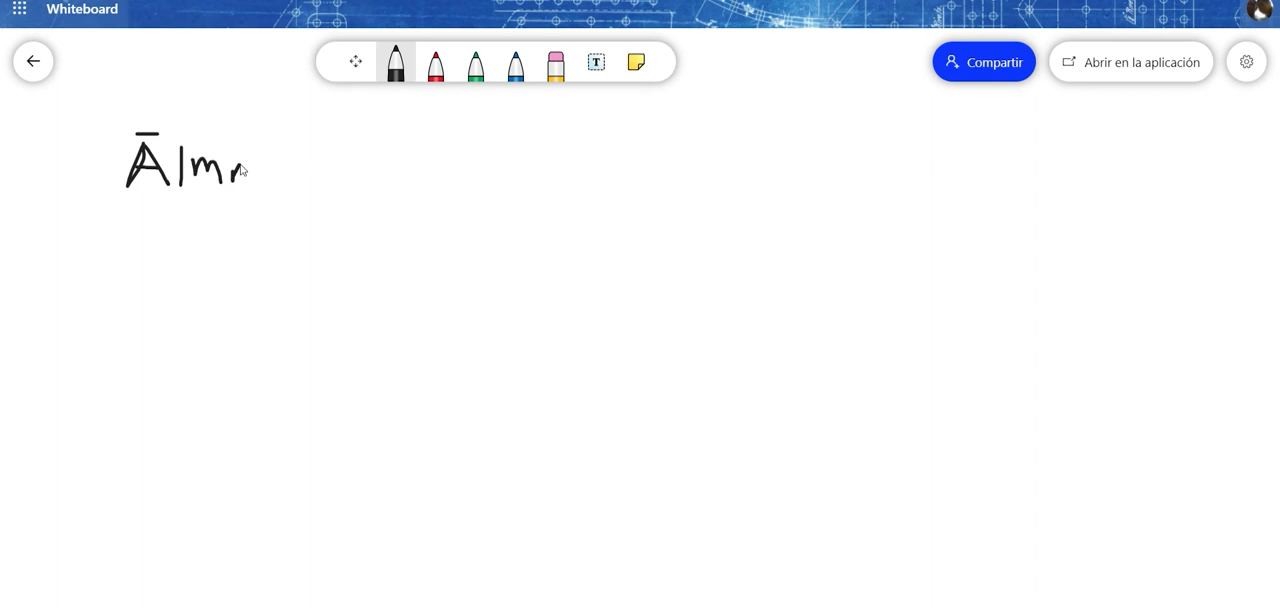 Whiteboard
T
Compartir
Abrir en la aplicación
Ā|m